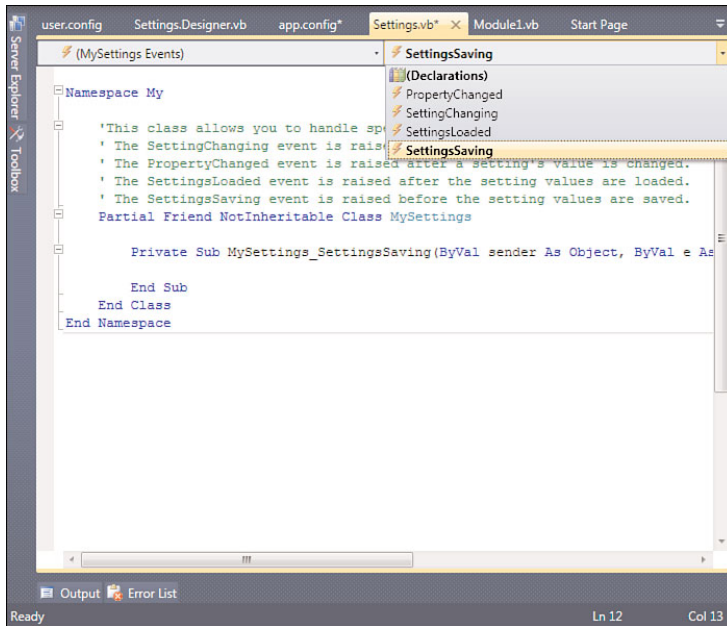 user.config Settings.Designer.vb app.config* Settings.vb* × Module1.vb Start Page
Server Explorer
Toolbox
(MySettings Events) SettingsSaving
(Declarations)
PropertyChanged
SettingChanging
SettingsLoaded
SettingsSaving
Namespace My
'This class allows you to handle spe
' The SettingChanging event is raise
' The PropertyChanged event is raised after a setting's value is changed.
' The SettingsLoaded event is raised after the setting values are loaded.
' The SettingsSaving event is raised before the setting values are saved.
Partial Friend NotInheritable Class MySettings
Private Sub MySettings_SettingsSaving(ByVal sender As Object, ByVal e As
End Sub
End Class
End Namespace
Output Error List
Ready Ln 12 Col 13